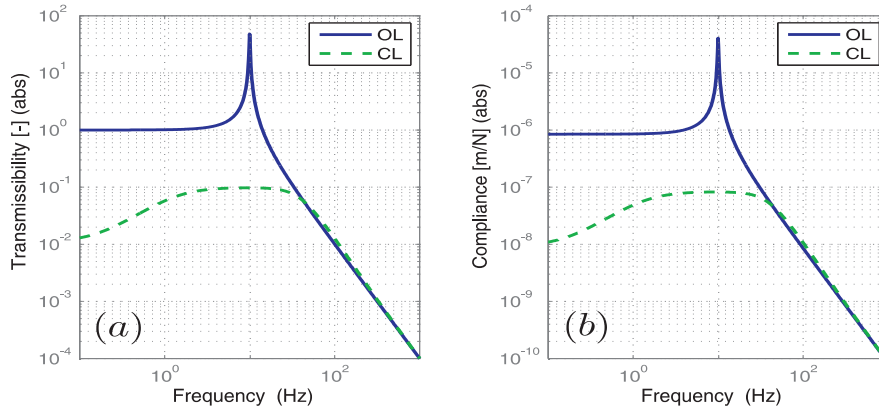 Transmissibility [-] (abs)
10^2
10^1
10^0
10^-1
10^-2
10^-3
10^-4
10^0
10^2
Frequency (Hz)
OL
CL
(a)
Compliance [m/N] (abs)
10^-4
10^-5
10^-6
10^-7
10^-8
10^-9
10^-10
10^0
10^2
Frequency (Hz)
OL
CL
(b)